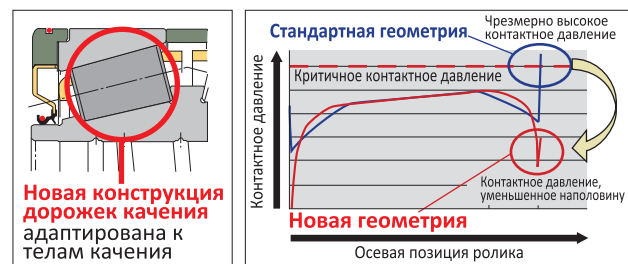 Новая конструкция
дорожек качения
адаптирована к
телам качения
Стандартная геометрия
Чрезмерно высокое
контактное давление
Критичное контактное давление
Контактное давление
Контактное давление,
уменьшенное наполовину
Новая геометрия
Осевая позиция ролика